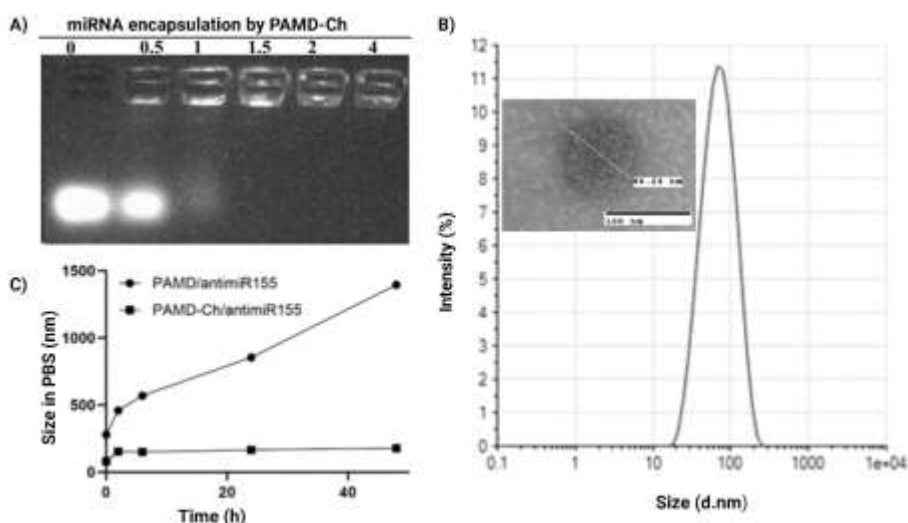 A)
miRNA encapsulation by PAMD-Ch
0 0.5 1 1.5 2 4
B)
12
11
10
9
8
7
6
5
4
3
2
1
0
Intensity (%)
100 nm
0.1 1 10 100 1000 1e+04
Size (d.nm)
C)
1500
1000
500
0
Size in PBS (nm)
PAMD/antimiR155
PAMD-Ch/antimiR155
0 20 40
Time (h)